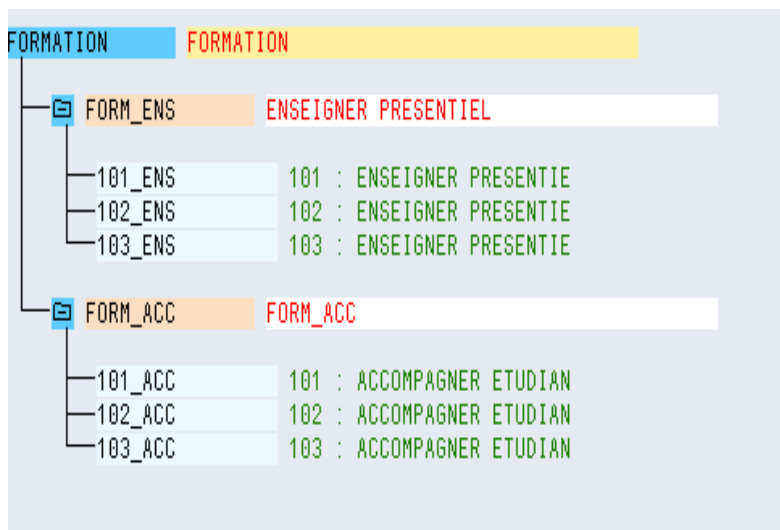 FORMATION FORMATION
FORM_ENS ENSEIGNER PRESENTIEL
101_ENS 101 : ENSEIGNER PRESENTIE
102_ENS 102 : ENSEIGNER PRESENTIE
103_ENS 103 : ENSEIGNER PRESENTIE
FORM_ACC FORM_ACC
101_ACC 101 : ACCOMPAGNER ETUDIAN
102_ACC 102 : ACCOMPAGNER ETUDIAN
103_ACC 103 : ACCOMPAGNER ETUDIAN